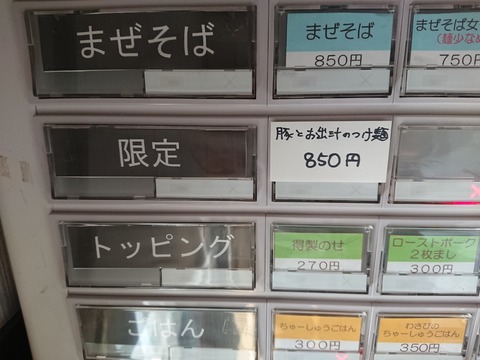 まぜそば
まぜそば
850円
まぜそば女
(麺少なめ
750円
限定
豚とお出汁のつけ麺
850円
トッピング
得製のせ
270円
ローストポーク
2枚まし
300円
ごはん
ちゃーしゅうごはん
300円
わさびの
ちゃーしゅうごはん
350円